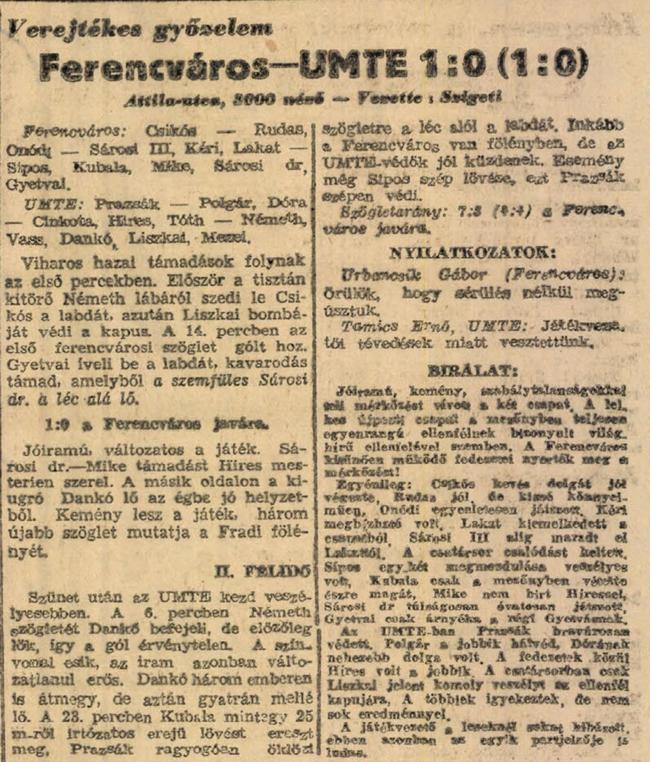 Verejtékes győzelem
Ferencváros—UMTE 1:0 (1:0)
Attila-utca, 3000 néző — Vezette: Szigeti
Ferencváros: Csikós — Rudas,
Onódi — Sárosi III, Kéri, Lakat —
Sipos, Kubala, Mike, Sárosi dr,
Gyetvai.
UMTE: Prazsák — Polgár, Dóra
— Cinkota, Hires, Tóth — Németh,
Vass, Dankó, Liszkai, Mezei.
Viharos hazai támadások folynak
az első percekben. Először a tisztán
kitörő Németh lábáról szedi le Csi-
kós a labdát, azután Liszkai bombá-
ját védi a kapus. A 14. percben az
első ferencvárosi szöglet gólt hoz.
Gyetvai íveli be a labdát, kavarodás
támad, amelyből a szemfüles Sárosi
dr. a léc alá lő.
1:0 a Ferencváros javára.
Jóiramú, változatos a játék. Sá-
rosi dr.—Mike támadást Hires mes-
terien szerel. A másik oldalon a ki-
ugró Dankó lő az égbe jó helyzet-
ből. Kemény lesz a játék, három
újabb szöglet mutatja a Fradi fölé-
nyét.
II. FELIDŐ
Szünet után az UMTE kezd veszé-
lyesebben. A 6. percben Németh
szögletét Dankó befejeli, de előzőleg
lök, így a gól érvénytelen. A szín-
vonal esik, az iram azonban válto-
zatlanul erős. Dankó három emberen
is átmegy, de aztán gyatrán mellé
lő. A 23. percben Kubala mintegy 25
m-ről irtózatos erejű lövést ereszt
meg, Prazsák ragyogóan öklözi
szögletre a léc alól a labdát. Inkább
a Ferencváros van fölényben, de az
UMTE-védők jól küzdenek. Esemény
még Sipos szép lövése, ezt Prazsák
szépen védi.
Szögletarány: 7:3 (4:4) a Ferenc-
város javára.
NYILATKOZATOK:
Urbancsik Gábor (Ferencváros):
Örülök, hogy sérülés nélkül meg-
úsztuk.
Tamics Ernő, UMTE: Játékveze-
tői tévedések miatt vesztettünk.
BIRÁLAT:
Jóiramú, kemény, szabálytalanságokkal
teli mérkőzést vívott a két csapat. A lel-
kes újpesti csapat a mezőnyben teljesen
egyenrangú ellenfélnek bizonyult világ-
hírű ellenfelével szemben. A Ferencváros
kitűnően működő fedezetei nyerték meg a
mérkőzést!
Egyénileg: Csikós kevés dolgát jól
végezte, Rudas jól, de kissé könnyel-
műen, Onódi egyenletesen játszott. Kéri
megbízható volt. Lakat kiemelkedett a
csapatból, Sárosi III alig maradt el
Lakattól. A csatársor csalódást keltett.
Sipos egy-két megmozdulása veszélyes
volt, Kubala csak a mezőnyben vétette
észre magát, Mike nem bírt Hiressel,
Sárosi dr túlságosan óvatosan játszott,
Gyetvai csak árnyéka a régi Gyetvainak.
Az UMTE-ban Prazsák bravúrosan
védett. Polgár a jobbik hátvéd, Dórának
nehezebb dolga volt. A fedezetek közül
Hires volt a jobbik. A csatársorban csak
Liszkai jelent komoly veszélyt az ellenfél
kapujára. A többiek igyekeztek, de nem
sok eredménnyel.
A játékvezető a leseknél sokat hibázott,
ebben azonban az egyik partjelzője is
ludas.